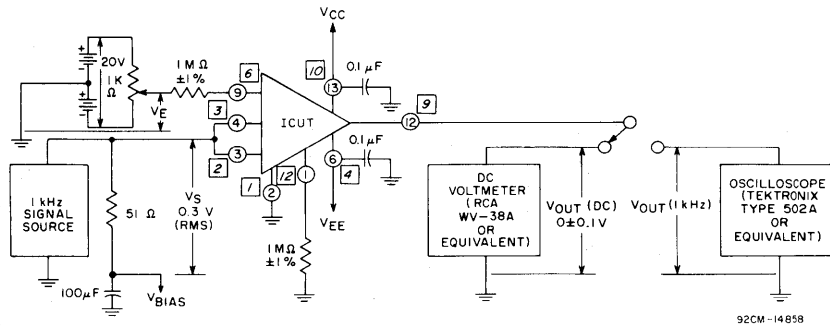 VCC
20V
1K
Ω
VE
1 MΩ
±1%
6
9
3
4
2
3
1
2
12
1
ICUT
10
13
0.1 μF
9
12
0.1 μF
6
4
VEE
1 kHz
SIGNAL
SOURCE
51 Ω
VS
0.3 V
(RMS)
1MΩ
±1%
100μF
VBIAS
DC
VOLTMETER
(RCA
WV-38A
OR
EQUIVALENT)
VOUT (DC)
0±0.1V
VOUT (1 kHz)
OSCILLOSCOPE
(TEKTRONIX
TYPE 502A
OR
EQUIVALENT)
92CM-14858